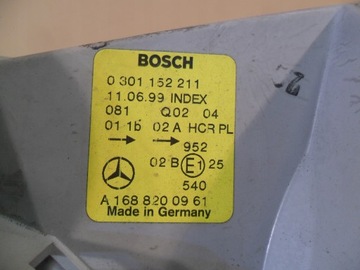 BOSCH
0 301 152 211
11.06.99 INDEX
081 Q02 04
01 1b 02 A HCR PL
952
02 B E1 25
540
A 168 820 09 61
Made in Germany